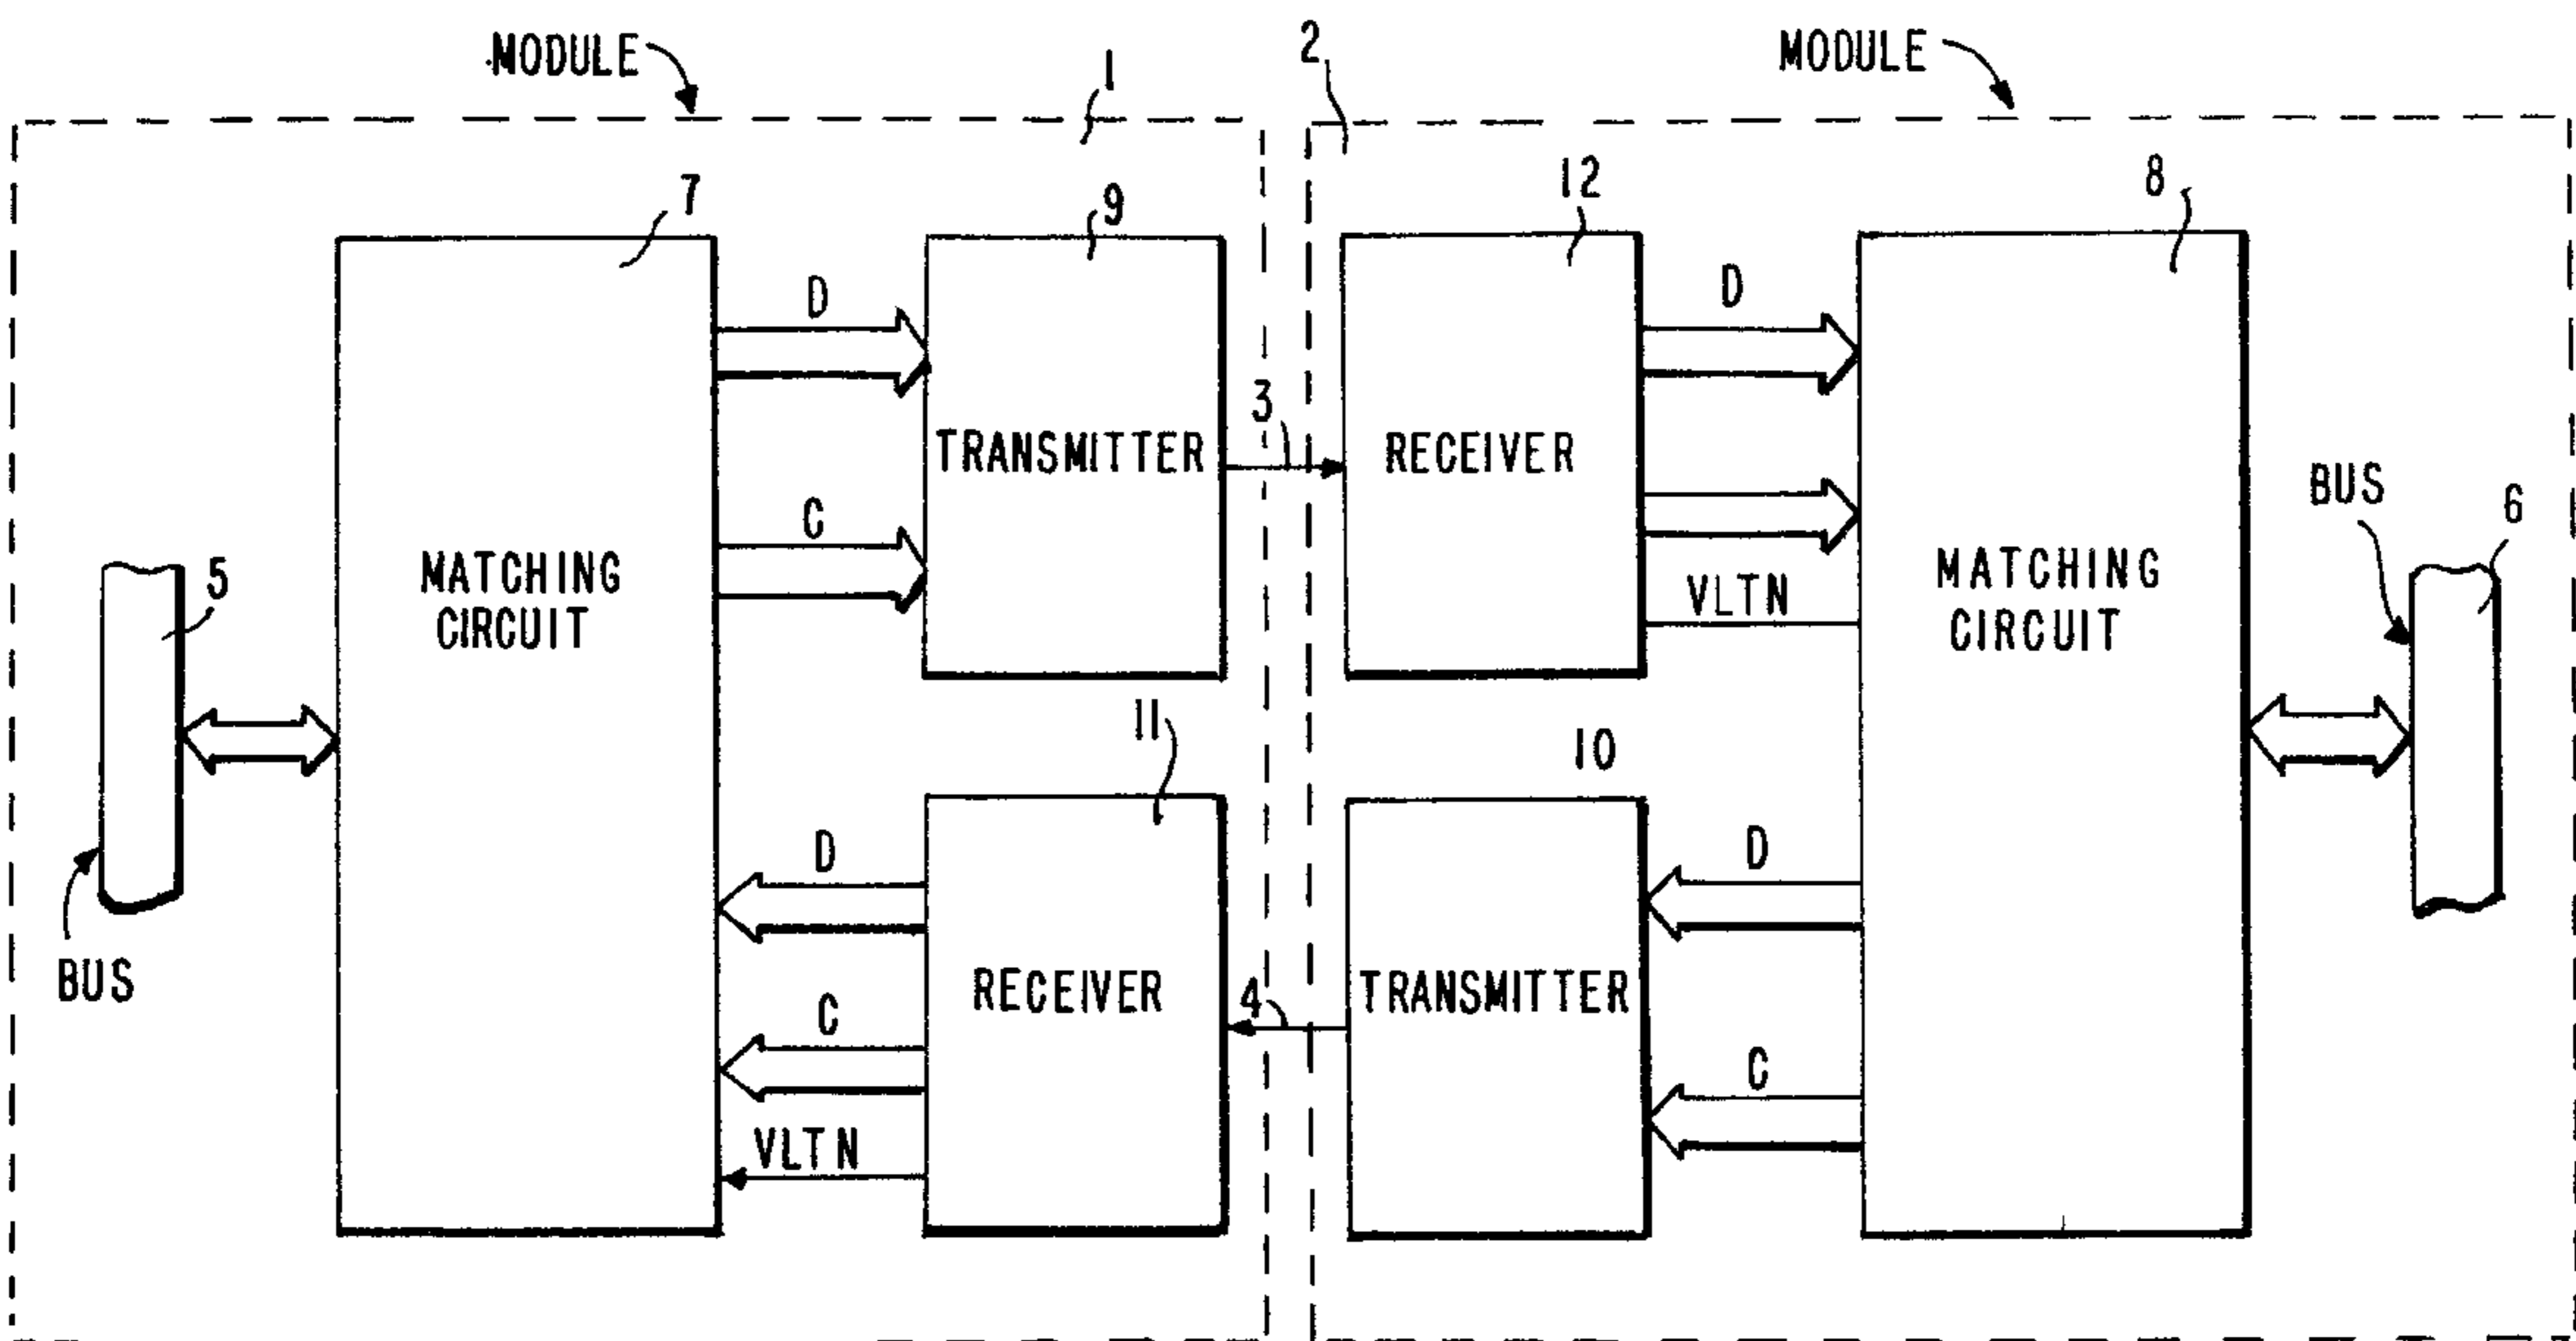 MODULE
1
2
MODULE
7
9
12
8
D
D
3
TRANSMITTER
RECEIVER
C
BUS
6
5
MATCHING
CIRCUIT
VLTN
MATCHING
CIRCUIT
11
10
D
D
BUS
RECEIVER
4
TRANSMITTER
C
C
VLTN